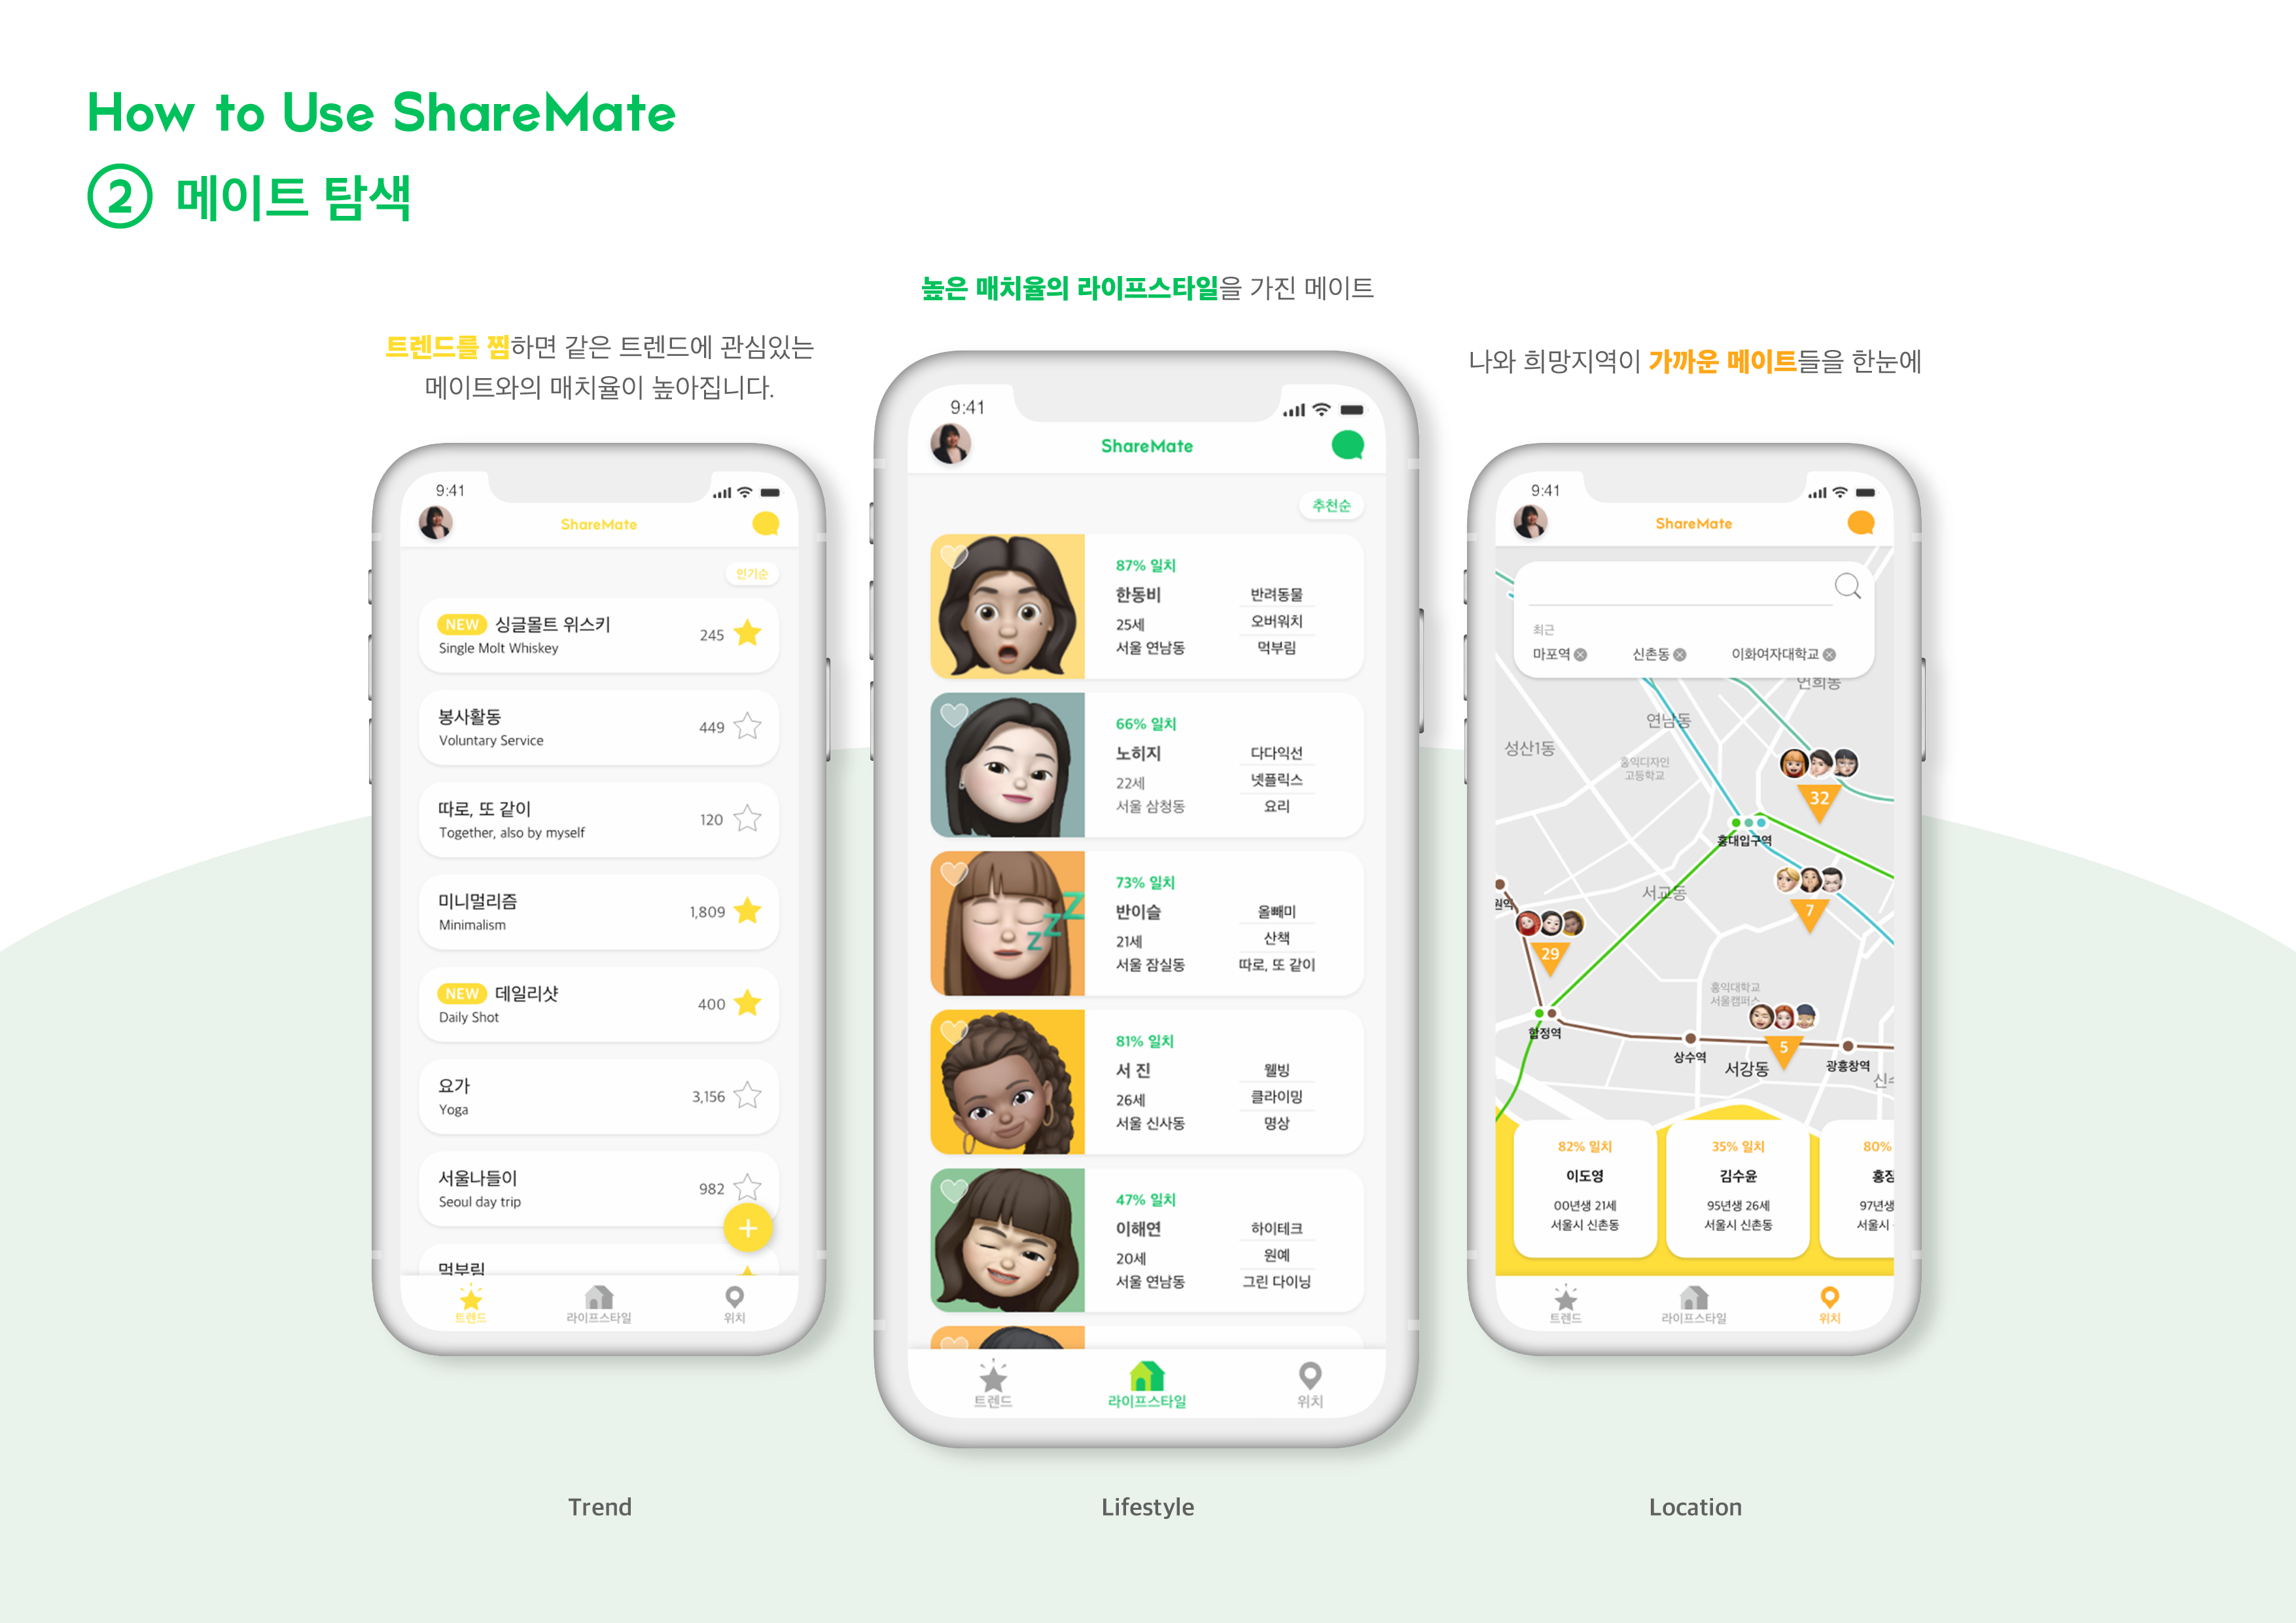 How to Use ShareMate
② 메이트 탐색
트렌드를 찜하면 같은 트렌드에 관심있는
메이트와의 매치율이 높아집니다.
9:41
ShareMate
인기순
NEW 싱글몰트 위스키
Single Molt Whiskey
245
봉사활동
Voluntary Service
449
따로, 또 같이
Together, also by myself
120
미니멀리즘
Minimalism
1,809
NEW 데일리샷
Daily Shot
400
요가
Yoga
3,156
서울나들이
Seoul day trip
982
+
먹부림
트렌드
라이프스타일
위치
Trend
높은 매치율의 라이프스타일을 가진 메이트
9:41
ShareMate
추천순
87% 일치
한동비
25세
서울 연남동
반려동물
오버워치
먹부림
66% 일치
노히지
22세
서울 삼청동
다다익선
넷플릭스
요리
73% 일치
반이슬
21세
서울 잠실동
올빼미
산책
따로, 또 같이
zzz
81% 일치
서 진
26세
서울 신사동
웰빙
클라이밍
명상
47% 일치
이해연
20세
서울 연남동
하이테크
원예
그린 다이닝
트렌드
라이프스타일
위치
Lifestyle
나와 희망지역이 가까운 메이트들을 한눈에
9:41
ShareMate
최근
마포역
신촌동
이화여자대학교
연희동
연남동
성산1동
홍익디자인
고등학교
32
홍대입구역
서교동
7
원역
29
홍익대학교
서울캠퍼스
합정역
상수역
서강동
5
광흥창역
신수
82% 일치
이도영
00년생 21세
서울시 신촌동
35% 일치
김수윤
95년생 26세
서울시 신촌동
80%
97년생
서울시
트렌드
라이프스타일
위치
Location